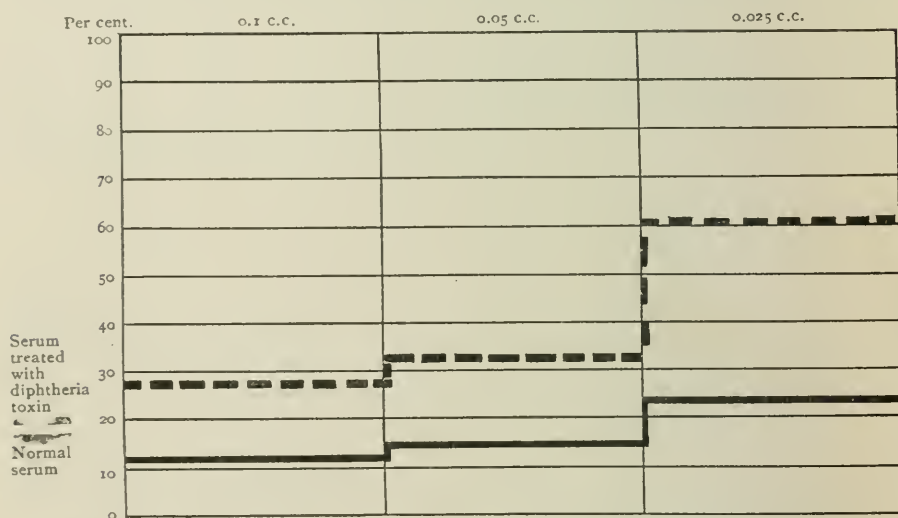 Per cent.
0.1 C.C.
0.05 C.C.
0.025 C.C.
100
90
80
70
60
50
40
30
20
10
0
Serum
treated
with
diphtheria
toxin
Normal
serum